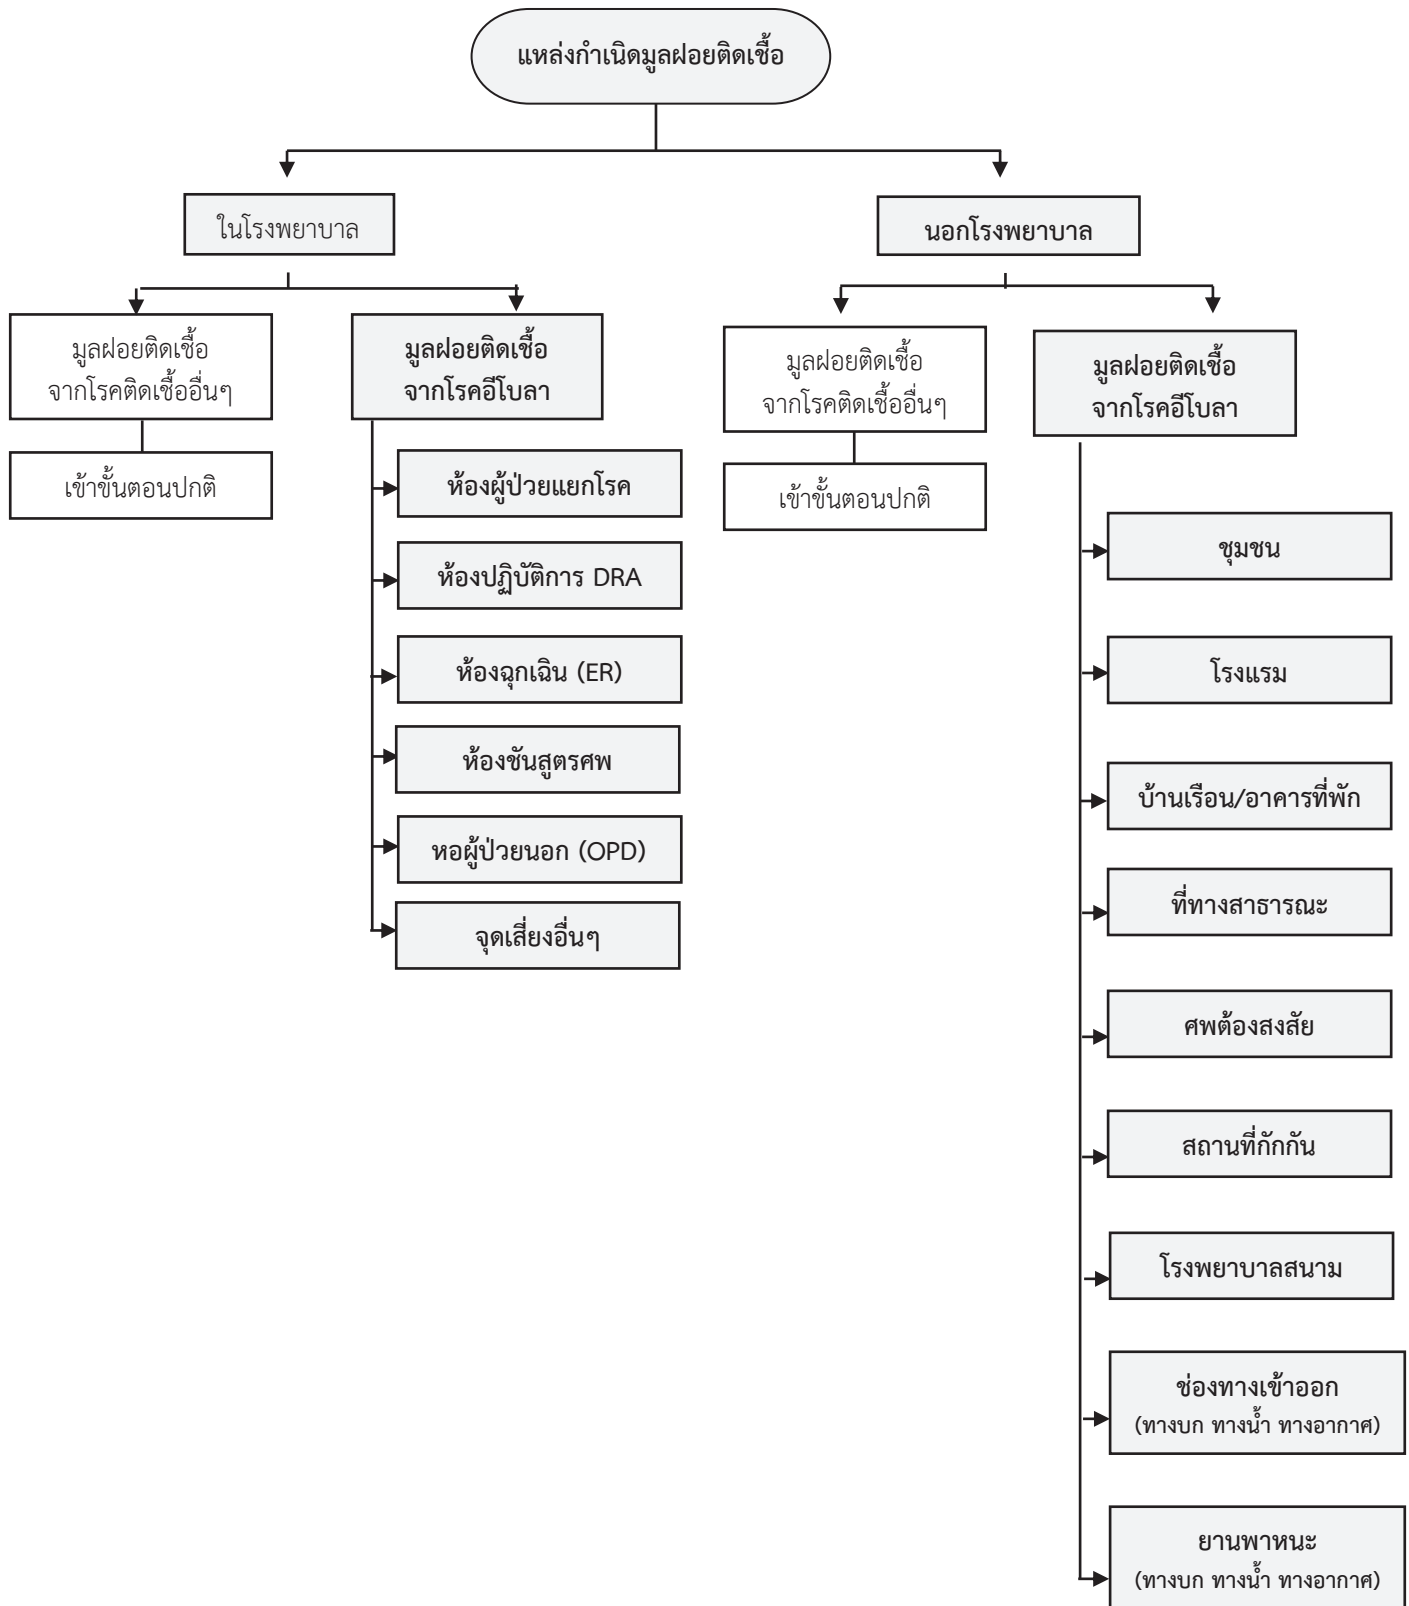 แหล่งกำเนิดมูลฝอยติดเชื้อ
ในโรงพยาบาล
นอกโรงพยาบาล
มูลฝอยติดเชื้อ
จากโรคติดเชื้ออื่นๆ
เข้าขั้นตอนปกติ
มูลฝอยติดเชื้อ
จากโรคอีโบลา
ห้องผู้ป่วยแยกโรค
ห้องปฏิบัติการ DRA
ห้องฉุกเฉิน (ER)
ห้องชันสูตรศพ
หอผู้ป่วยนอก (OPD)
จุดเสี่ยงอื่นๆ
มูลฝอยติดเชื้อ
จากโรคติดเชื้ออื่นๆ
เข้าขั้นตอนปกติ
มูลฝอยติดเชื้อ
จากโรคอีโบลา
ชุมชน
โรงแรม
บ้านเรือน/อาคารที่พัก
ที่ทางสาธารณะ
ศพต้องสงสัย
สถานที่กักกัน
โรงพยาบาลสนาม
ช่องทางเข้าออก
(ทางบก ทางน้ำ ทางอากาศ)
ยานพาหนะ
(ทางบก ทางน้ำ ทางอากาศ)